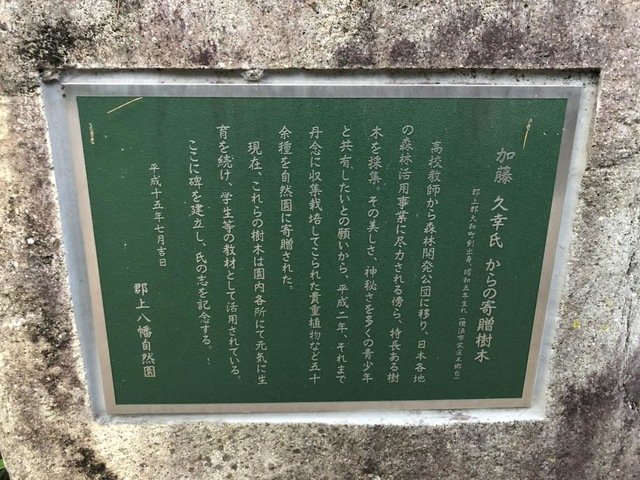 加藤 久幸氏 からの寄贈樹木
郡上郡大和町剣出身、昭和五年生れ(横浜市栄区本郷台)
高校教師から森林開発公団に移り、日本各地
の森林活用事業に尽力される傍ら、特長ある樹
木を採集。その美しさ、神秘さを多くの青少年
と共有したいとの願いから、平成二年、それまで
丹念に収集栽培してこられた貴重植物など五十
余種を自然園に寄贈された。
現在、これらの樹木は園内各所にて元気に生
育を続け、学生等の教材として活用されている。
ここに碑を建立し、氏の志を記念する。
平成十五年七月吉日
郡上八幡自然園